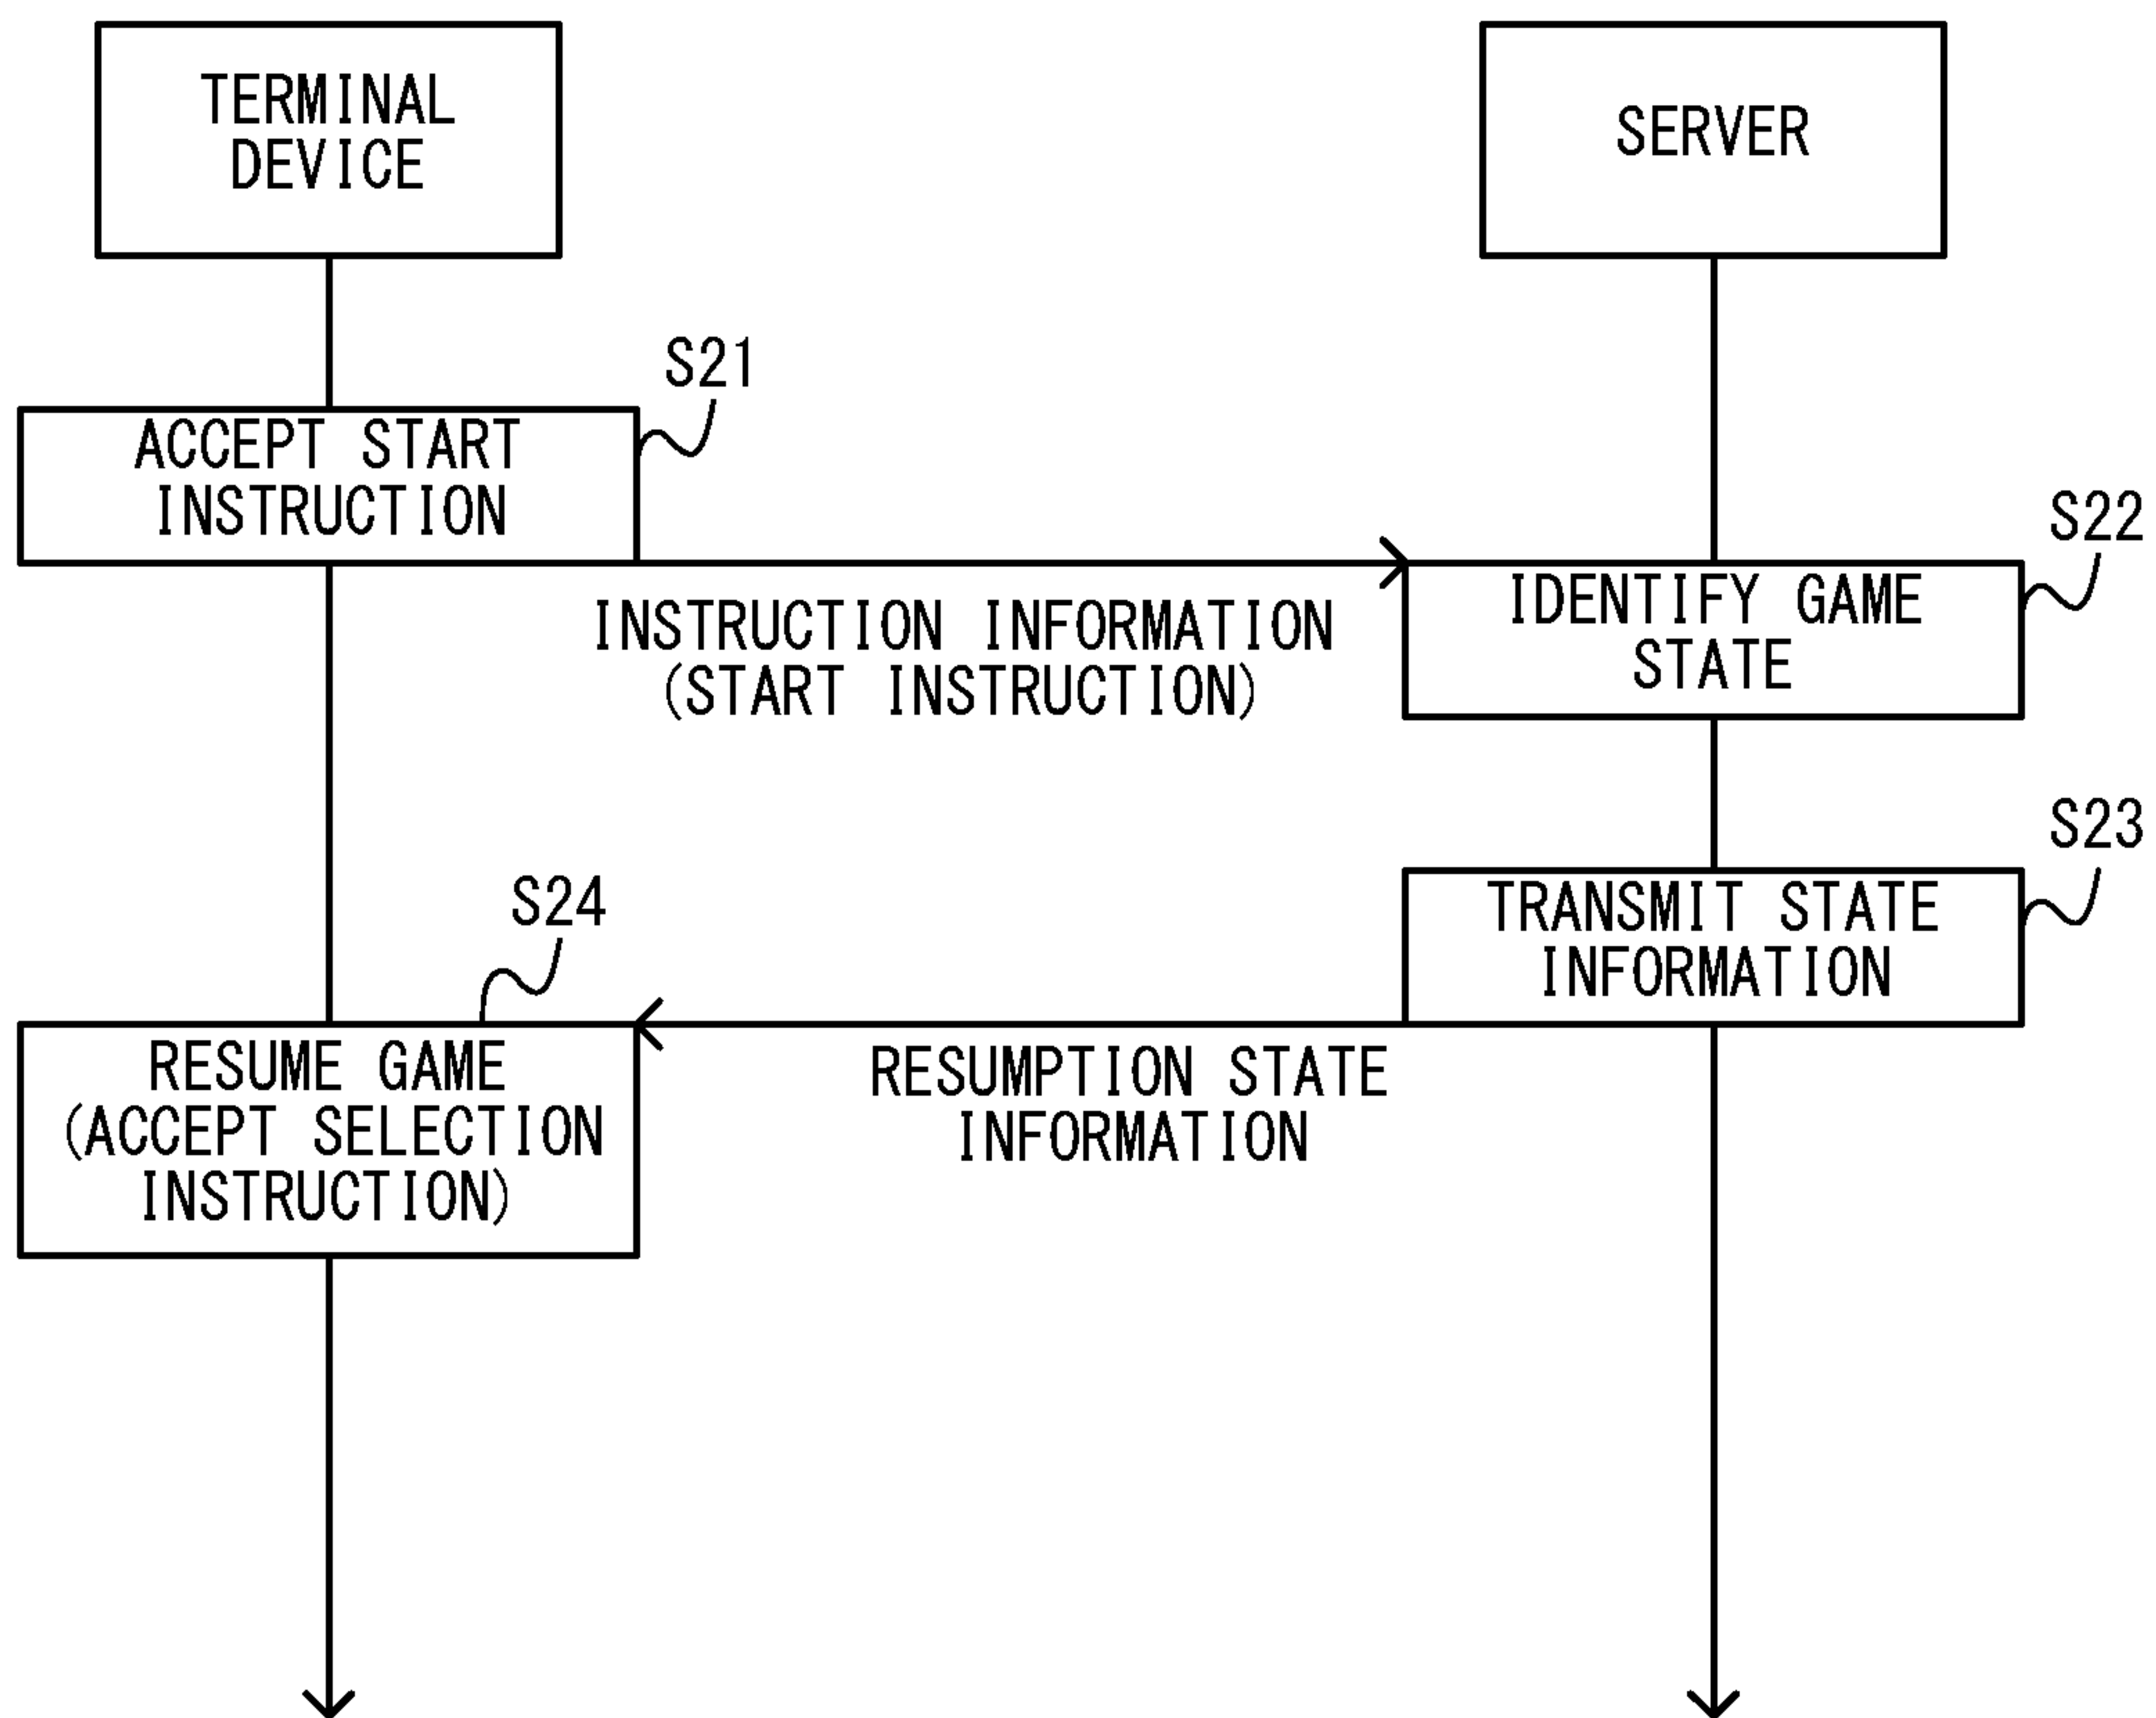 TERMINAL
DEVICE
SERVER
S21
ACCEPT START
INSTRUCTION
S22
INSTRUCTION INFORMATION
(START INSTRUCTION)
IDENTIFY GAME
STATE
S23
TRANSMIT STATE
INFORMATION
S24
RESUME GAME
(ACCEPT SELECTION
INSTRUCTION)
RESUMPTION STATE
INFORMATION